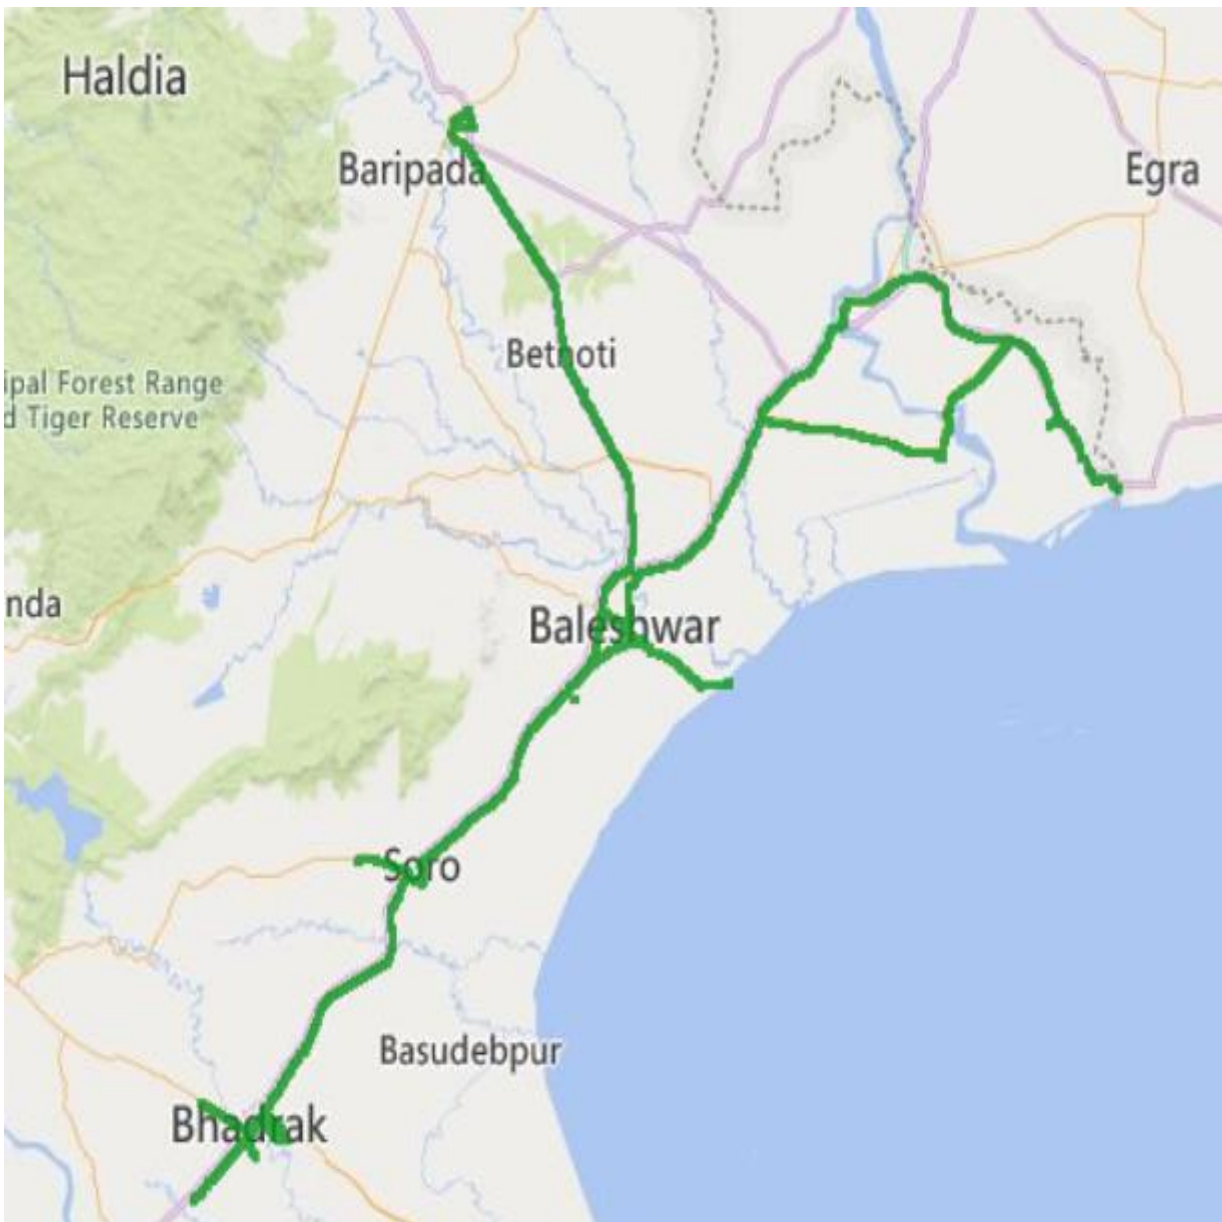 Haldia
Baripada
Egra
Betnoti
ipal Forest Range
d Tiger Reserve
nda
Baleshwar
Soro
Basudebpur
Bhadrak